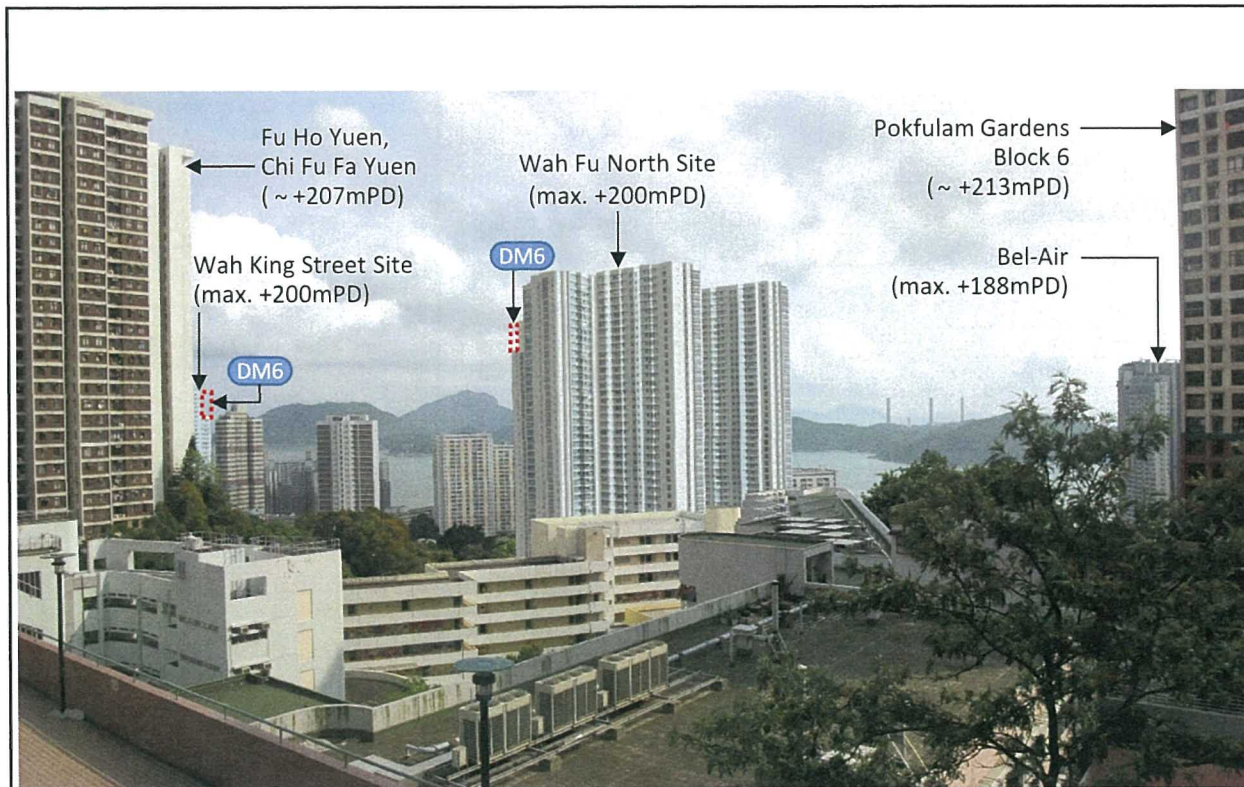 Fu Ho Yuen,
Chi Fu Fa Yuen
(~ +207mPD)
Wah King Street Site
(max. +200mPD)
DM6
DM6
Wah Fu North Site
(max. +200mPD)
Pokfulam Gardens
Block 6
(~ +213mPD)
Bel-Air
(max. +188mPD)